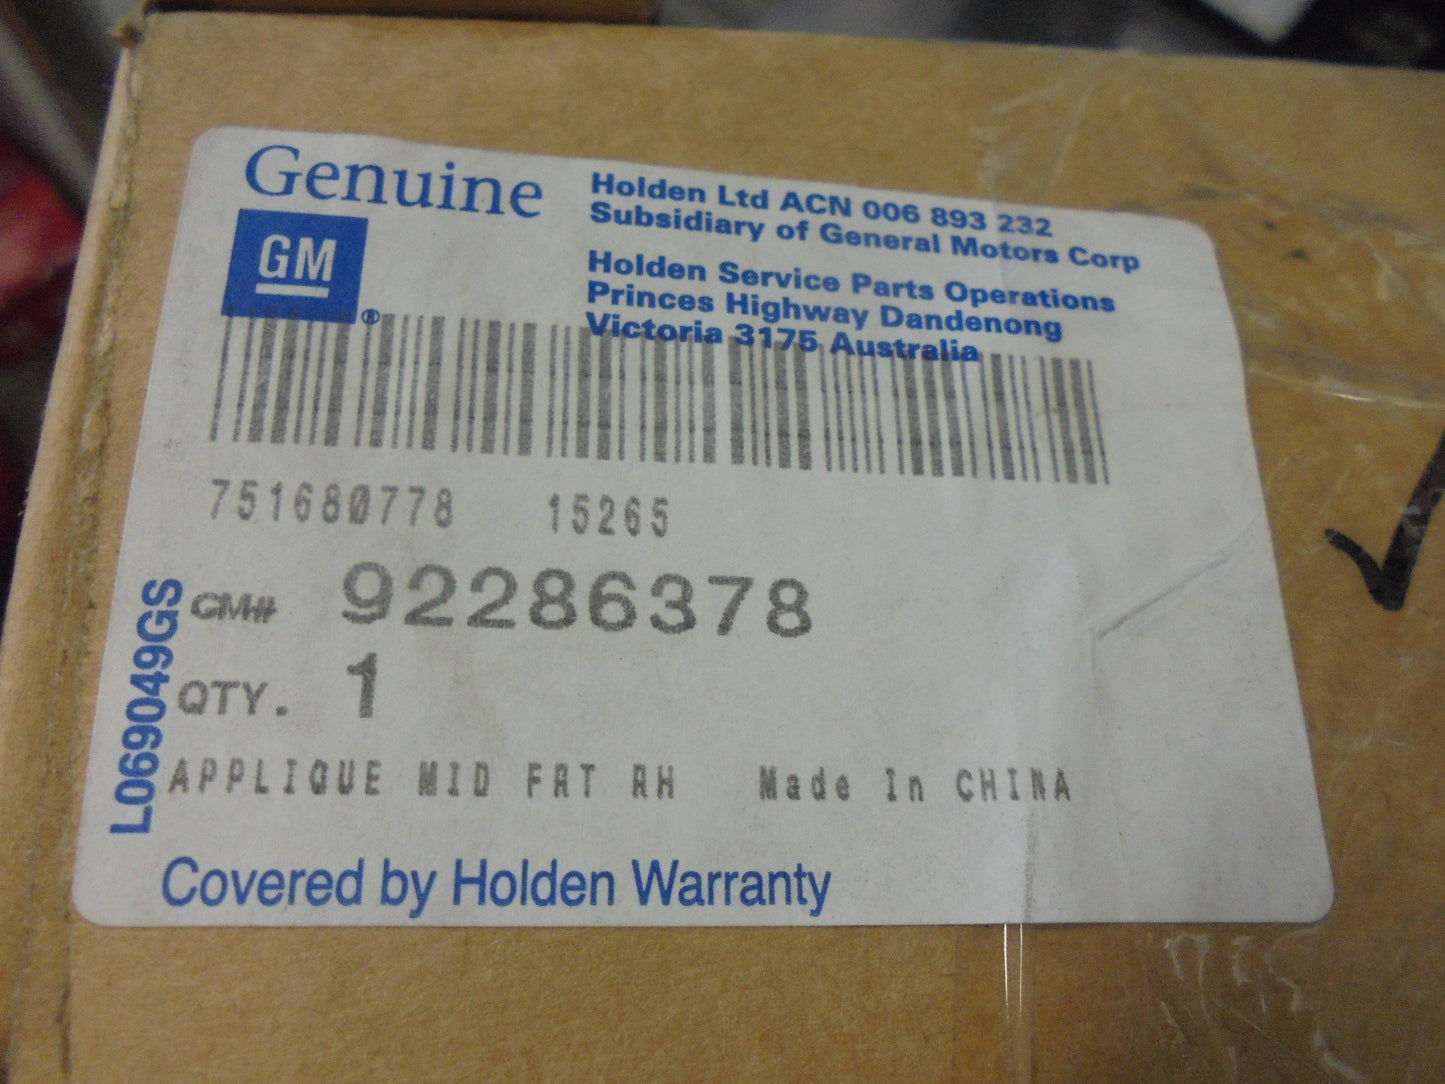 Genuine
GM
®
Holden Ltd ACN 006 893 232
Subsidiary of General Motors Corp
Holden Service Parts Operations
Princes Highway Dandenong
Victoria 3175 Australia
751680778 15265
GM# 92286378
QTY. 1
APPLIQUE MID FRT RH Made In CHINA
Covered by Holden Warranty
L069049GS